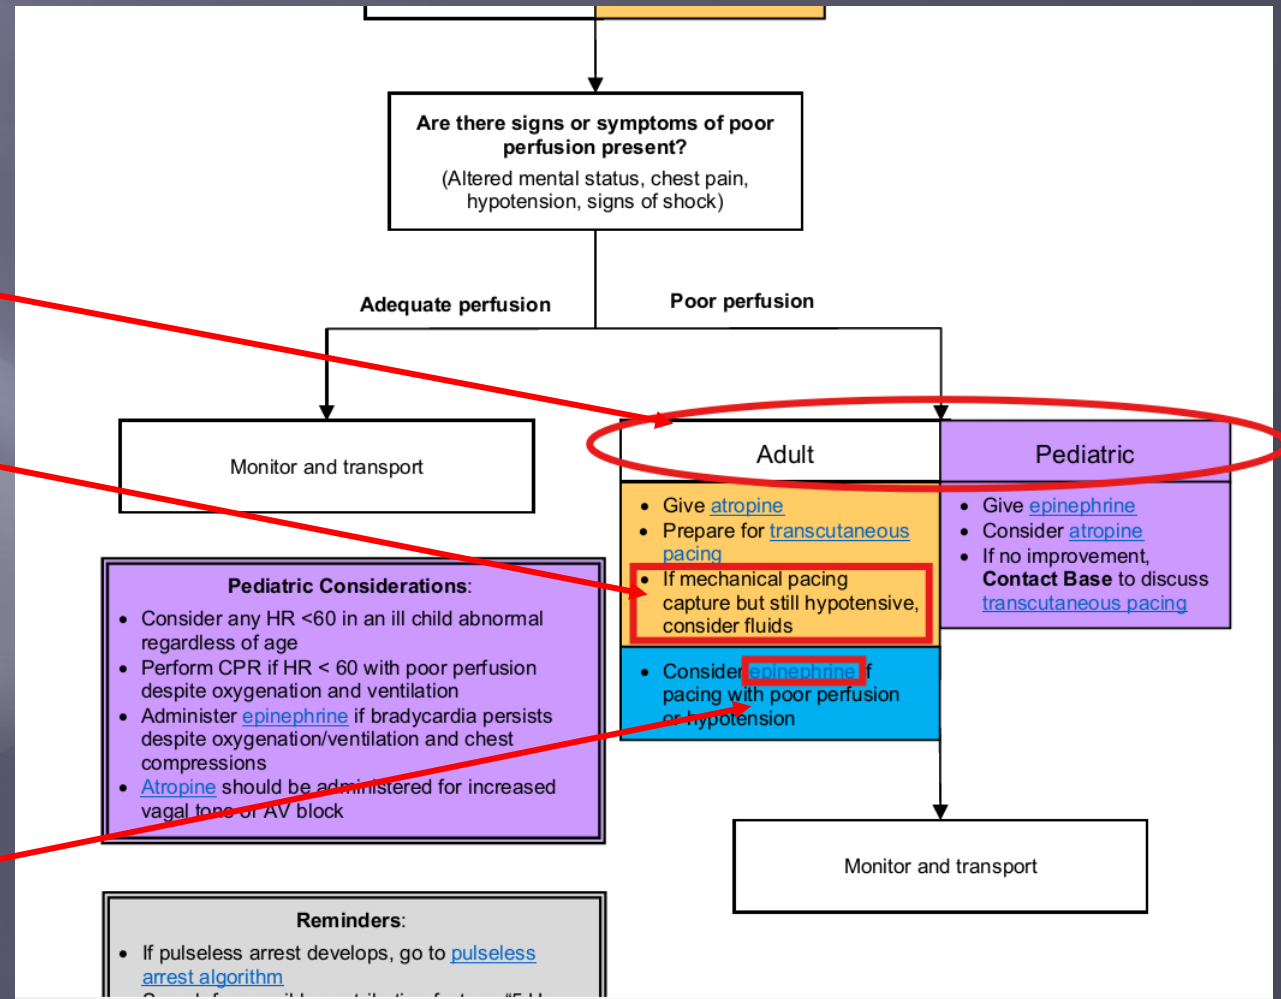 Are there signs or symptoms of poor
perfusion present?
(Altered mental status, chest pain,
hypotension, signs of shock)
Adequate perfusion
Poor perfusion
Monitor and transport
Adult
Pediatric
• Give atropine
• Prepare for transcutaneous
pacing
• If mechanical pacing
capture but still hypotensive,
consider fluids
• Consider epinephrine if
pacing with poor perfusion
or hypotension
• Give epinephrine
• Consider atropine
• If no improvement,
Contact Base to discuss
transcutaneous pacing
Pediatric Considerations:
• Consider any HR <60 in an ill child abnormal
regardless of age
• Perform CPR if HR < 60 with poor perfusion
despite oxygenation and ventilation
• Administer epinephrine if bradycardia persists
despite oxygenation/ventilation and chest
compressions
• Atropine should be administered for increased
vagal tone or AV block
Monitor and transport
Reminders:
• If pulseless arrest develops, go to pulseless
arrest algorithm